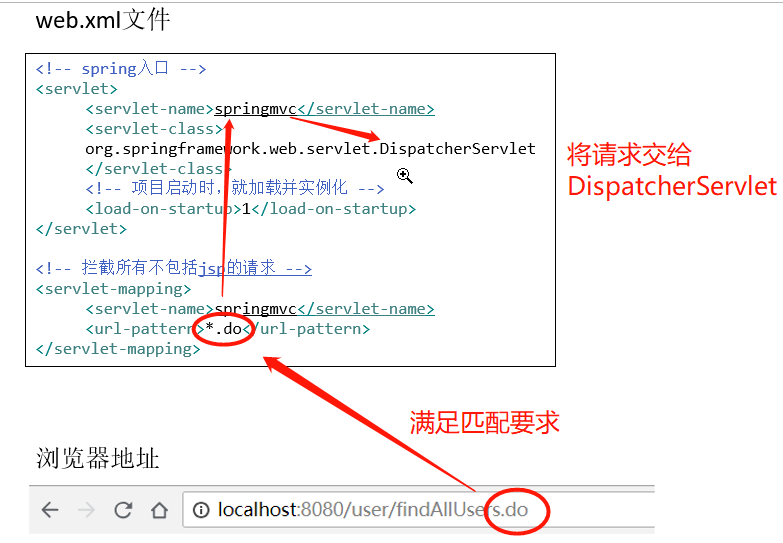 web.xml文件
<!-- spring入口 -->
<servlet>
<servlet-name>springmvc</servlet-name>
<servlet-class>
org.springframework.web.servlet.DispatcherServlet
</servlet-class>
<!-- 项目启动时，就加载并实例化 -->
<load-on-startup>1</load-on-startup>
</servlet>
<!-- 拦截所有不包括jsp的请求 -->
<servlet-mapping>
<servlet-name>springmvc</servlet-name>
<url-pattern>*.do</url-pattern>
</servlet-mapping>
将请求交给
DispatcherServlet
满足匹配要求
浏览器地址
localhost:8080/user/findAllUsers.do